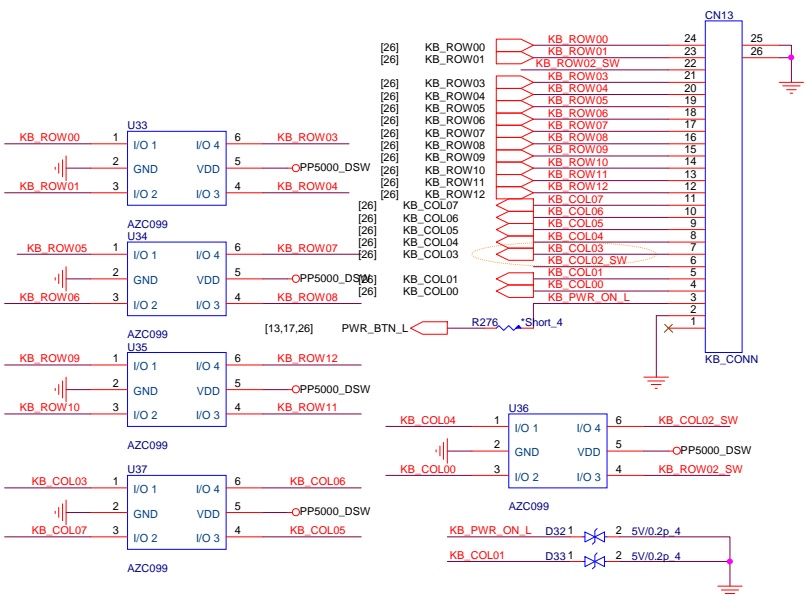 CN13
[26] KB_ROW00 KB_ROW00 24 25
[26] KB_ROW01 KB_ROW01 23 26
KB_ROW02_SW 22
[26] KB_ROW03 KB_ROW03 21
[26] KB_ROW04 KB_ROW04 20
[26] KB_ROW05 KB_ROW05 19
[26] KB_ROW06 KB_ROW06 18
[26] KB_ROW07 KB_ROW07 17
[26] KB_ROW08 KB_ROW08 16
[26] KB_ROW09 KB_ROW09 15
[26] KB_ROW10 KB_ROW10 14
[26] KB_ROW11 KB_ROW11 13
[26] KB_ROW12 KB_ROW12 12
[26] KB_COL07 KB_COL07 11
[26] KB_COL06 KB_COL06 10
[26] KB_COL05 KB_COL05 9
[26] KB_COL04 KB_COL04 8
[26] KB_COL03 KB_COL03 7
KB_COL02_SW 6
[26] KB_COL01 KB_COL01 5
[26] KB_COL00 KB_COL00 4
KB_PWR_ON_L 3
2
[13,17,26] PWR_BTN_L R276 *Short_4 1
KB_CONN
U33
KB_ROW00 1 I/O 1 I/O 4 6 KB_ROW03
2 GND VDD 5 PP5000_DSW
KB_ROW01 3 I/O 2 I/O 3 4 KB_ROW04
AZC099
U34
KB_ROW05 1 I/O 1 I/O 4 6 KB_ROW07
2 GND VDD 5 PP5000_DSW
KB_ROW06 3 I/O 2 I/O 3 4 KB_ROW08
AZC099
U35
KB_ROW09 1 I/O 1 I/O 4 6 KB_ROW12
2 GND VDD 5 PP5000_DSW
KB_ROW10 3 I/O 2 I/O 3 4 KB_ROW11
AZC099
U37
KB_COL03 1 I/O 1 I/O 4 6 KB_COL06
2 GND VDD 5 PP5000_DSW
KB_COL07 3 I/O 2 I/O 3 4 KB_COL05
AZC099
U36
KB_COL04 1 I/O 1 I/O 4 6 KB_COL02_SW
2 GND VDD 5 PP5000_DSW
KB_COL00 3 I/O 2 I/O 3 4 KB_ROW02_SW
AZC099
KB_PWR_ON_L D32 1 2 5V/0.2p_4
KB_COL01 D33 1 2 5V/0.2p_4